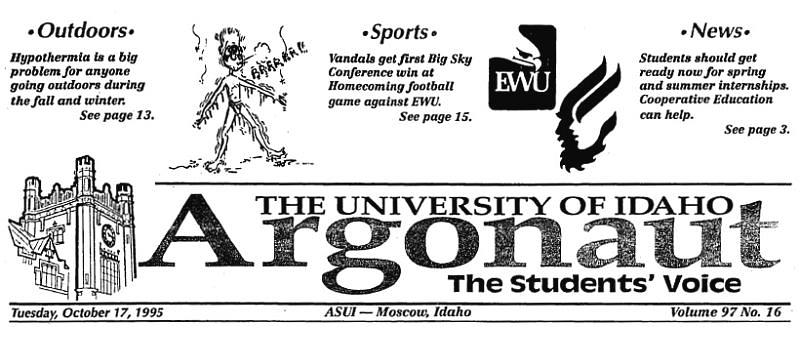 •Outdoors•
Hypothermia is a big
problem for anyone
going outdoors during
the fall and winter.
See page 13.
BRRRRR!!
•Sports•
Vandals get first Big Sky
Conference win at
Homecoming football
game against EWU.
See page 15.
EWU
•News•
Students should get
ready now for spring
and summer internships.
Cooperative Education
can help.
See page 3.
THE UNIVERSITY OF IDAHO
Argonaut
The Students' Voice
Tuesday, October 17, 1995 ASUI — Moscow, Idaho Volume 97 No. 16